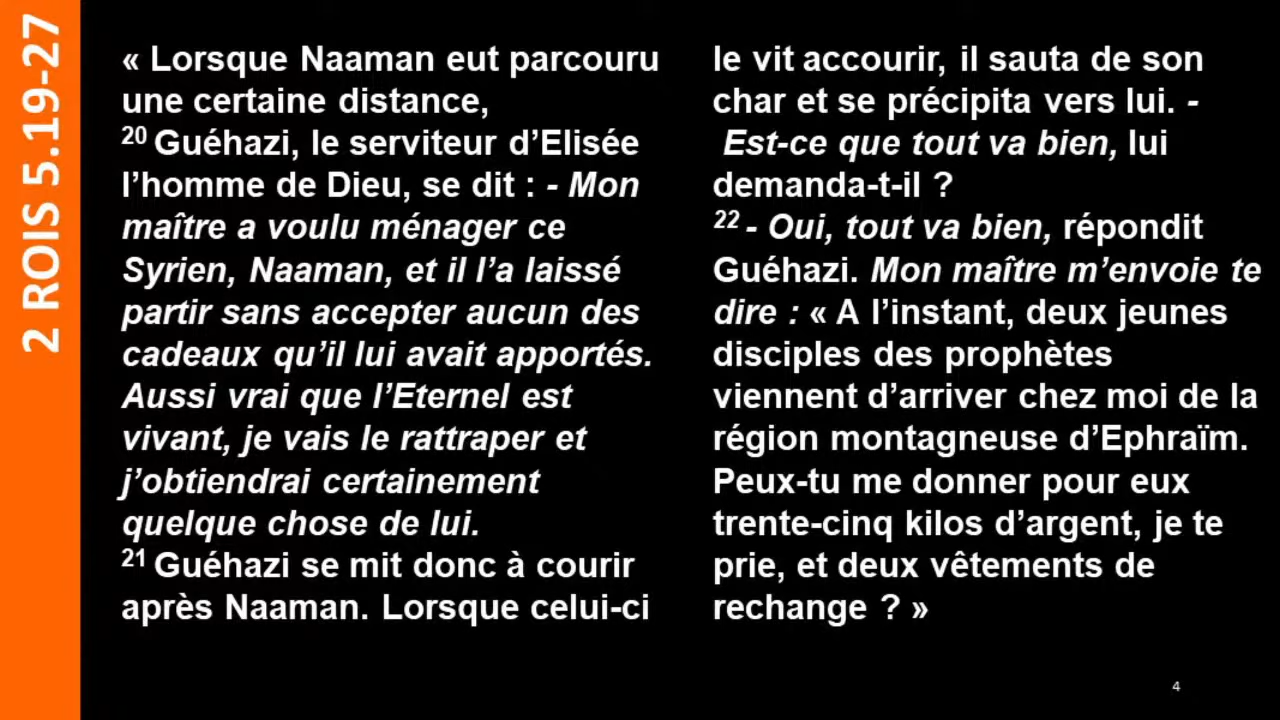 2 ROIS 5.19-27
« Lorsque Naaman eut parcouru
une certaine distance,
20 Guéhazi, le serviteur d’Elisée
l’homme de Dieu, se dit : - Mon
maître a voulu ménager ce
Syrien, Naaman, et il l’a laissé
partir sans accepter aucun des
cadeaux qu’il lui avait apportés.
Aussi vrai que l’Eternel est
vivant, je vais le rattraper et
j’obtiendrai certainement
quelque chose de lui.
21 Guéhazi se mit donc à courir
après Naaman. Lorsque celui-ci
le vit accourir, il sauta de son
char et se précipita vers lui. -
Est-ce que tout va bien, lui
demanda-t-il ?
22 - Oui, tout va bien, répondit
Guéhazi. Mon maître m’envoie te
dire : « A l’instant, deux jeunes
disciples des prophètes
viennent d’arriver chez moi de la
région montagneuse d’Ephraïm.
Peux-tu me donner pour eux
trente-cinq kilos d’argent, je te
prie, et deux vêtements de
rechange ? »
4